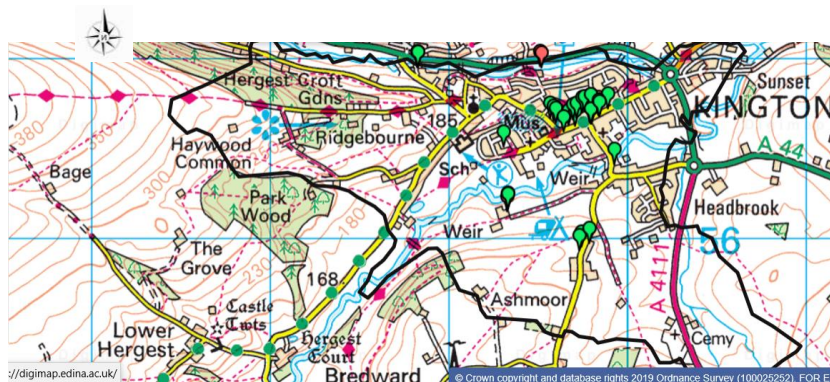 N
Hergest Croft
Gdns
Sunset
KINGTON
Mus
185
380
330
Ridgebourne
Haywood
Common
A 44
Bage
300
Sch
Weir
Park
Wood
180
Headbrook
The
Grove
230
Weir
56
168
A 4111
Castle
Twts
Ashmoor
Lower
Hergest
Hergest
Court
Cemy
Bredward
://digimap.edina.ac.uk/
© Crown copyright and database rights 2019 Ordnance Survey (100025252). FOR E